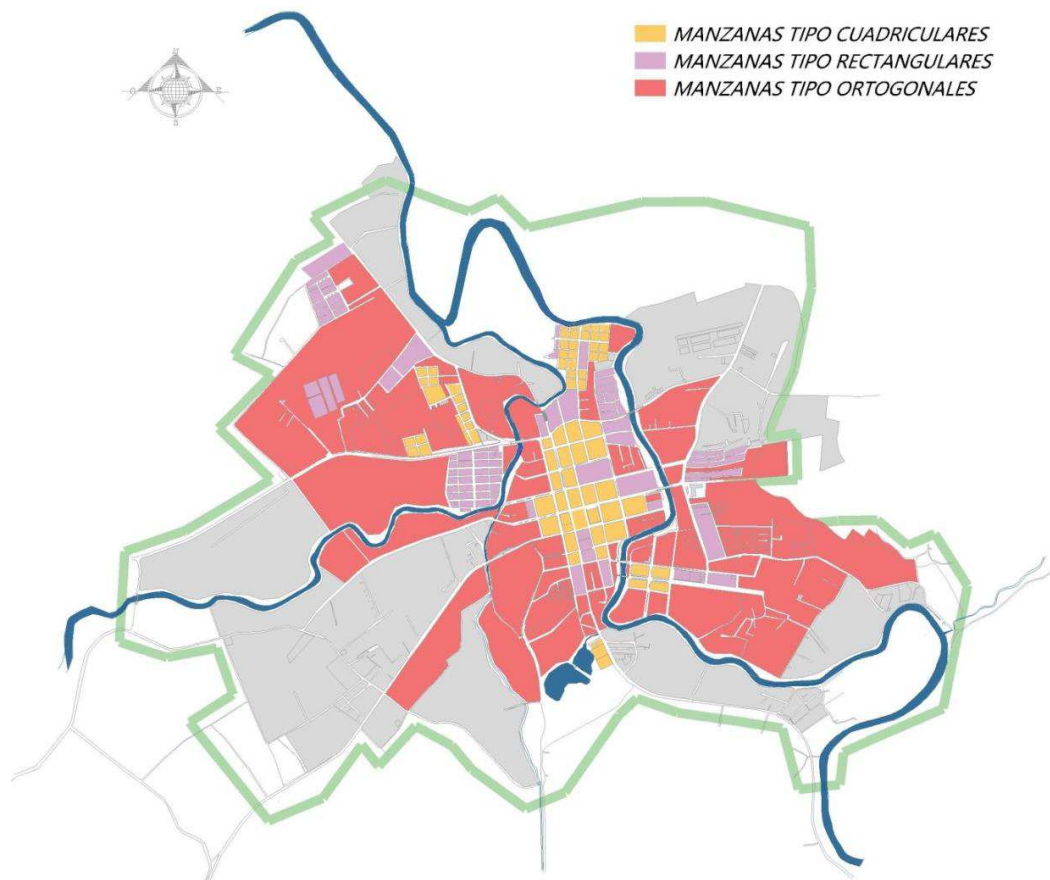 MANZANAS TIPO CUADRICULARES
MANZANAS TIPO RECTANGULARES
MANZANAS TIPO ORTOGONALES
N
O E
S